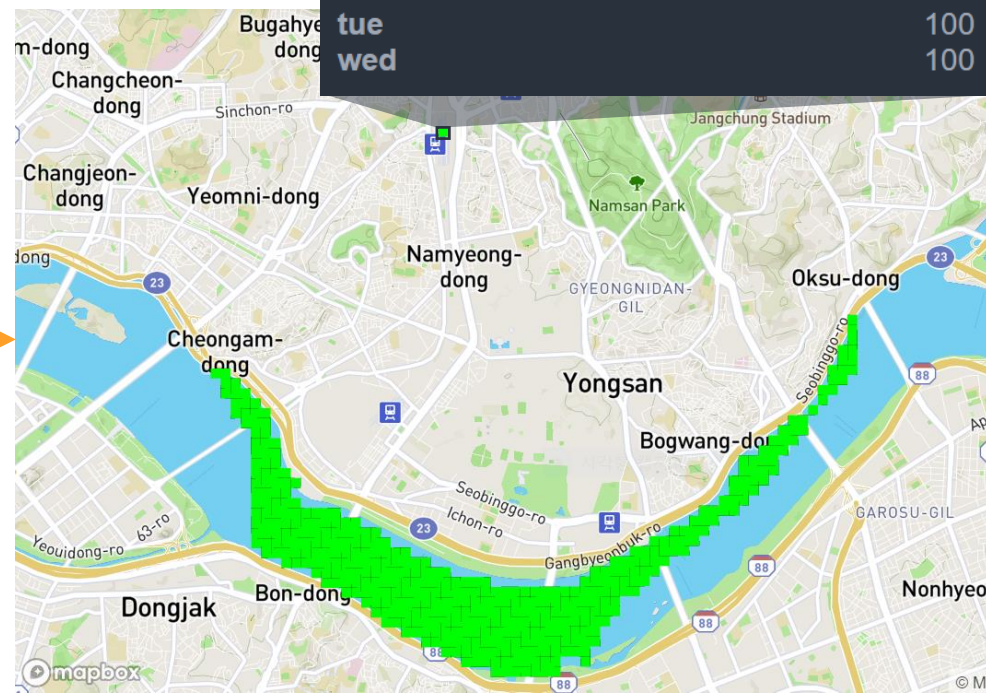 tue 100
wed 100
Bugahye
dong
m-dong
Changcheon-
dong
Sinchon-ro
Jangchung Stadium
Changjeon-
dong
Yeomni-dong
Namsan Park
Namyeong-
dong
GYEONGNIDAN-
GIL
Oksu-dong
23
dong
23
Cheongam-
dong
Seobinggo-ro
88
Yongsan
Bogwang-do
Ap
Seobinggo-ro
Ichon-ro
23
GAROSU-GIL
63-ro
Yeouidong-ro
Gangbyeonbuk-ro
88
Bon-dong
Nonhyeo
Dongjak
88
88
mapbox
88
© M